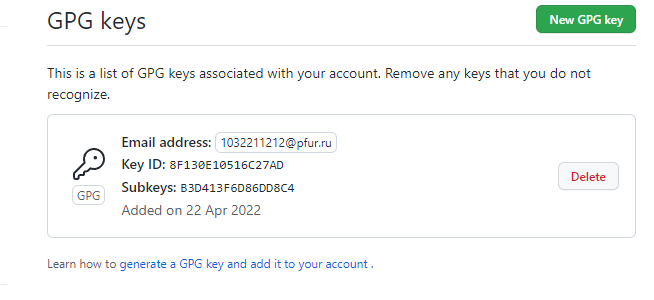 GPG keys
New GPG key
This is a list of GPG keys associated with your account. Remove any keys that you do not
recognize.
Email address: 1032211212@pfur.ru
Key ID: 8F130E10516C27AD
Subkeys: B3D413F6D86DD8C4
Added on 22 Apr 2022
GPG
Delete
Learn how to generate a GPG key and add it to your account .